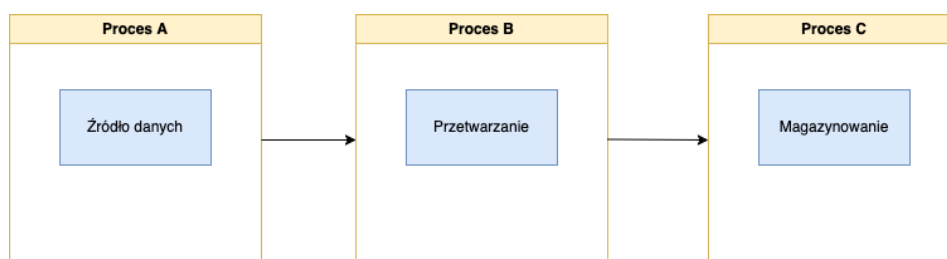 Proces A
Proces B
Proces C
Źródło danych
Przetwarzanie
Magazynowanie